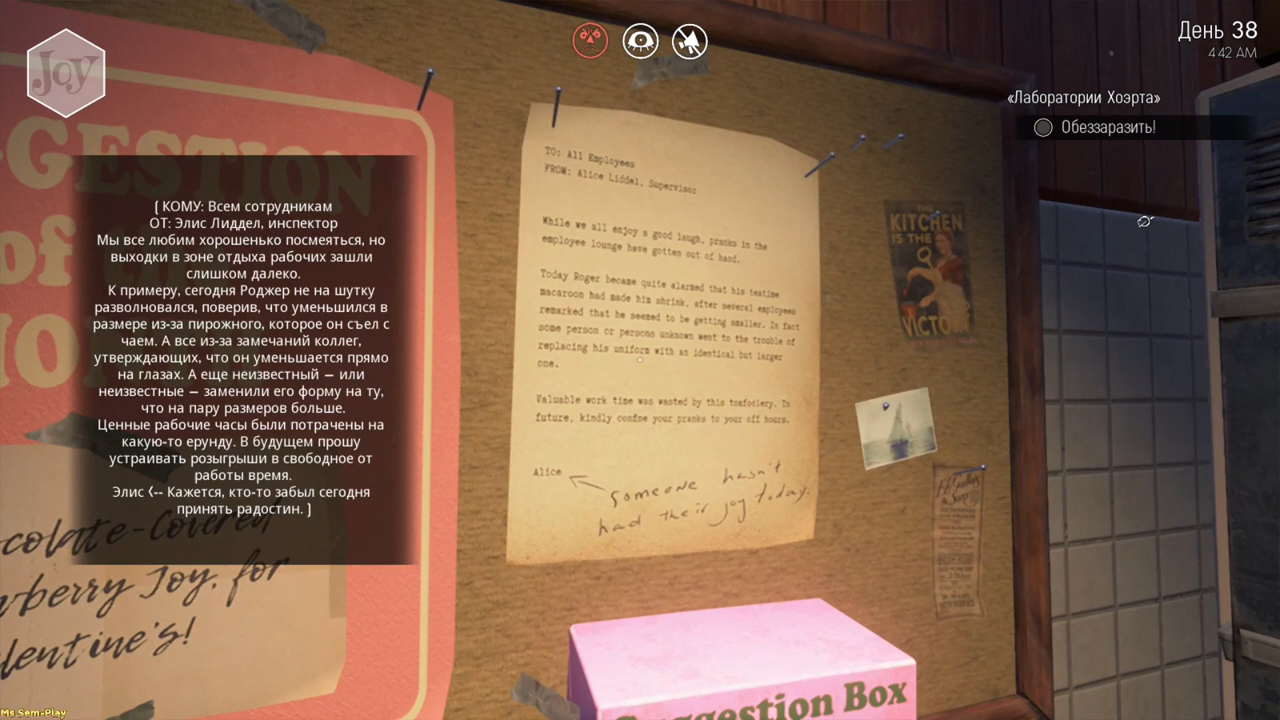 Joy
День 38
4:42 AM
«Лаборатории Хоэрта»
Обеззаразить!
GESTION
of
[ КОМУ: Всем сотрудникам
ОТ: Элис Лиддел, инспектор
Мы все любим хорошенько посмеяться, но
выходки в зоне отдыха рабочих зашли
слишком далеко.
К примеру, сегодня Роджер не на шутку
разволновался, поверив, что уменьшился в
размере из-за пирожного, которое он съел с
чаем. А все из-за замечаний коллег,
утверждающих, что он уменьшается прямо
на глазах. А еще неизвестный — или
неизвестные — заменили его форму на ту,
что на пару размеров больше.
Ценные рабочие часы были потрачены на
какую-то ерунду. В будущем прошу
устраивать розыгрыши в свободное от
работы время.
Элис <-- Кажется, кто-то забыл сегодня
принять радостин. ]
colate-Covered
wberry Joy, for
lentine's!
TO: All Employees
FROM: Alice Liddel, Supervisor
While we all enjoy a good laugh, pranks in the
employee lounge have gotten out of hand.
Today Roger became quite alarmed that his teatime
macaroon had made him shrink, after several employees
remarked that he seemed to be getting smaller. In fact
some person or persons unknown went to the trouble of
replacing his uniform with an identical but larger
one.
Valuable work time was wasted by this tomfoolery. In
future, kindly confine your pranks to your off hours.
Alice
someone hasn't
had their joy today.
THE
KITCHEN
IS THE
VICTORY
Suggestion Box
Ms.Sem-Play